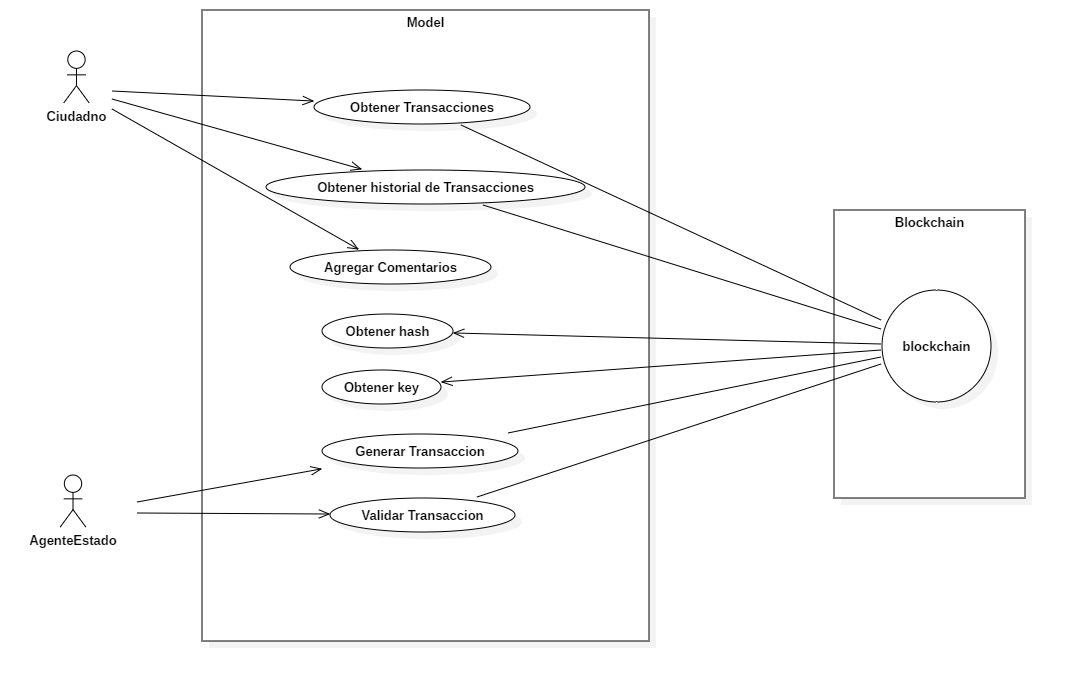 Model
Ciudadno
Obtener Transacciones
Obtener historial de Transacciones
Blockchain
Agregar Comentarios
Obtener hash
blockchain
Obtener key
Generar Transaccion
Validar Transaccion
AgenteEstado